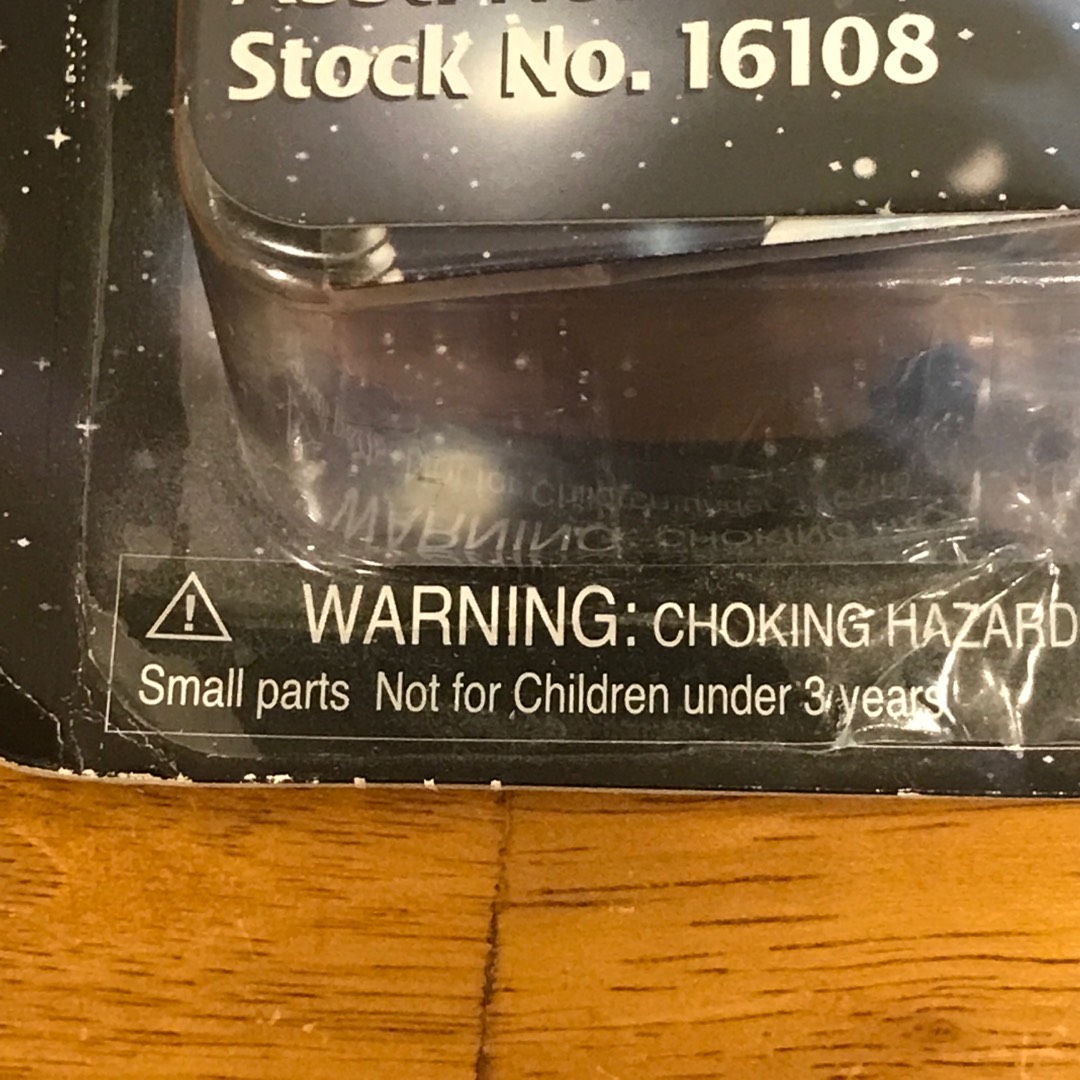 Stock No. 16108
WARNING: CHOKING HAZARD
Small parts Not for Children under 3 years